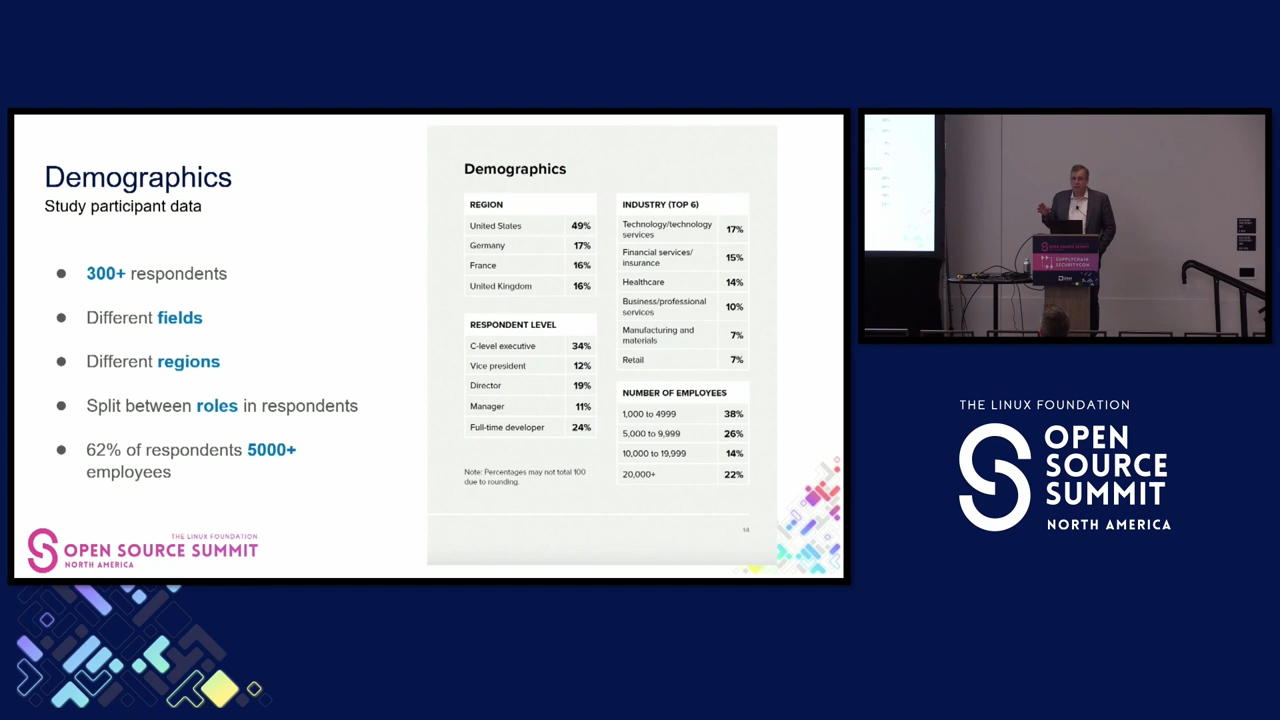 Demographics
Study participant data
300+ respondents
Different fields
Different regions
Split between roles in respondents
62% of respondents 5000+
employees
THE LINUX FOUNDATION
OPEN SOURCE SUMMIT
NORTH AMERICA
Demographics
REGION
United States 49%
Germany 17%
France 16%
United Kingdom 16%
RESPONDENT LEVEL
C-level executive 34%
Vice president 12%
Director 19%
Manager 11%
Full-time developer 24%
Note: Percentages may not total 100
due to rounding.
INDUSTRY (TOP 6)
Technology/technology
services 17%
Financial services/
insurance 15%
Healthcare 14%
Business/professional
services 10%
Manufacturing and
materials 7%
Retail 7%
NUMBER OF EMPLOYEES
1,000 to 4999 38%
5,000 to 9,999 26%
10,000 to 19,999 14%
20,000+ 22%
14
SUPPLYCHAIN
SECURITYCON
THE LINUX FOUNDATION
OPEN
SOURCE
SUMMIT
NORTH AMERICA